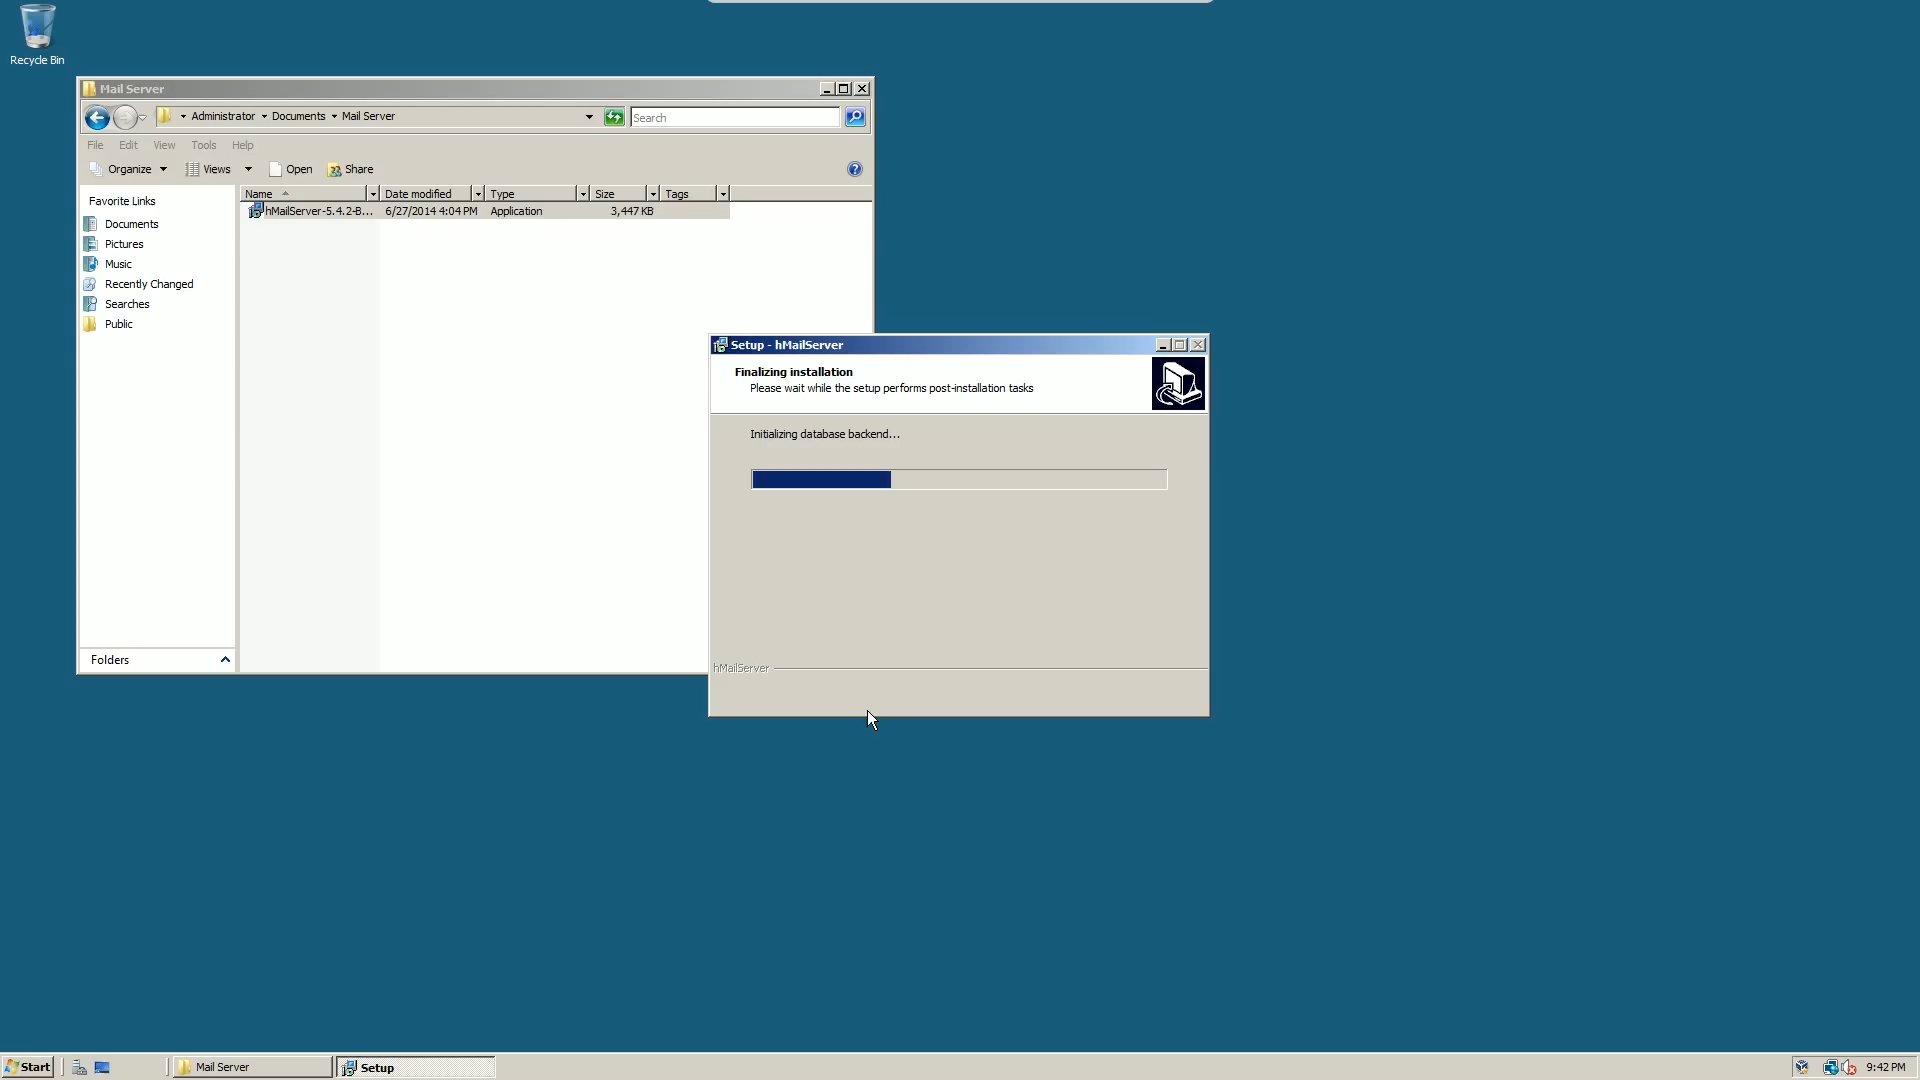 Recycle Bin
Mail Server
Administrator Documents Mail Server
Search
File Edit View Tools Help
Organize Views Open Share
Name Date modified Type Size Tags
hMailServer-5.4.2-B... 6/27/2014 4:04 PM Application 3,447 KB
Favorite Links
Documents
Pictures
Music
Recently Changed
Searches
Public
Folders
Setup - hMailServer
Finalizing installation
Please wait while the setup performs post-installation tasks
Initializing database backend...
hMailServer
Start
Mail Server
Setup
9:42 PM